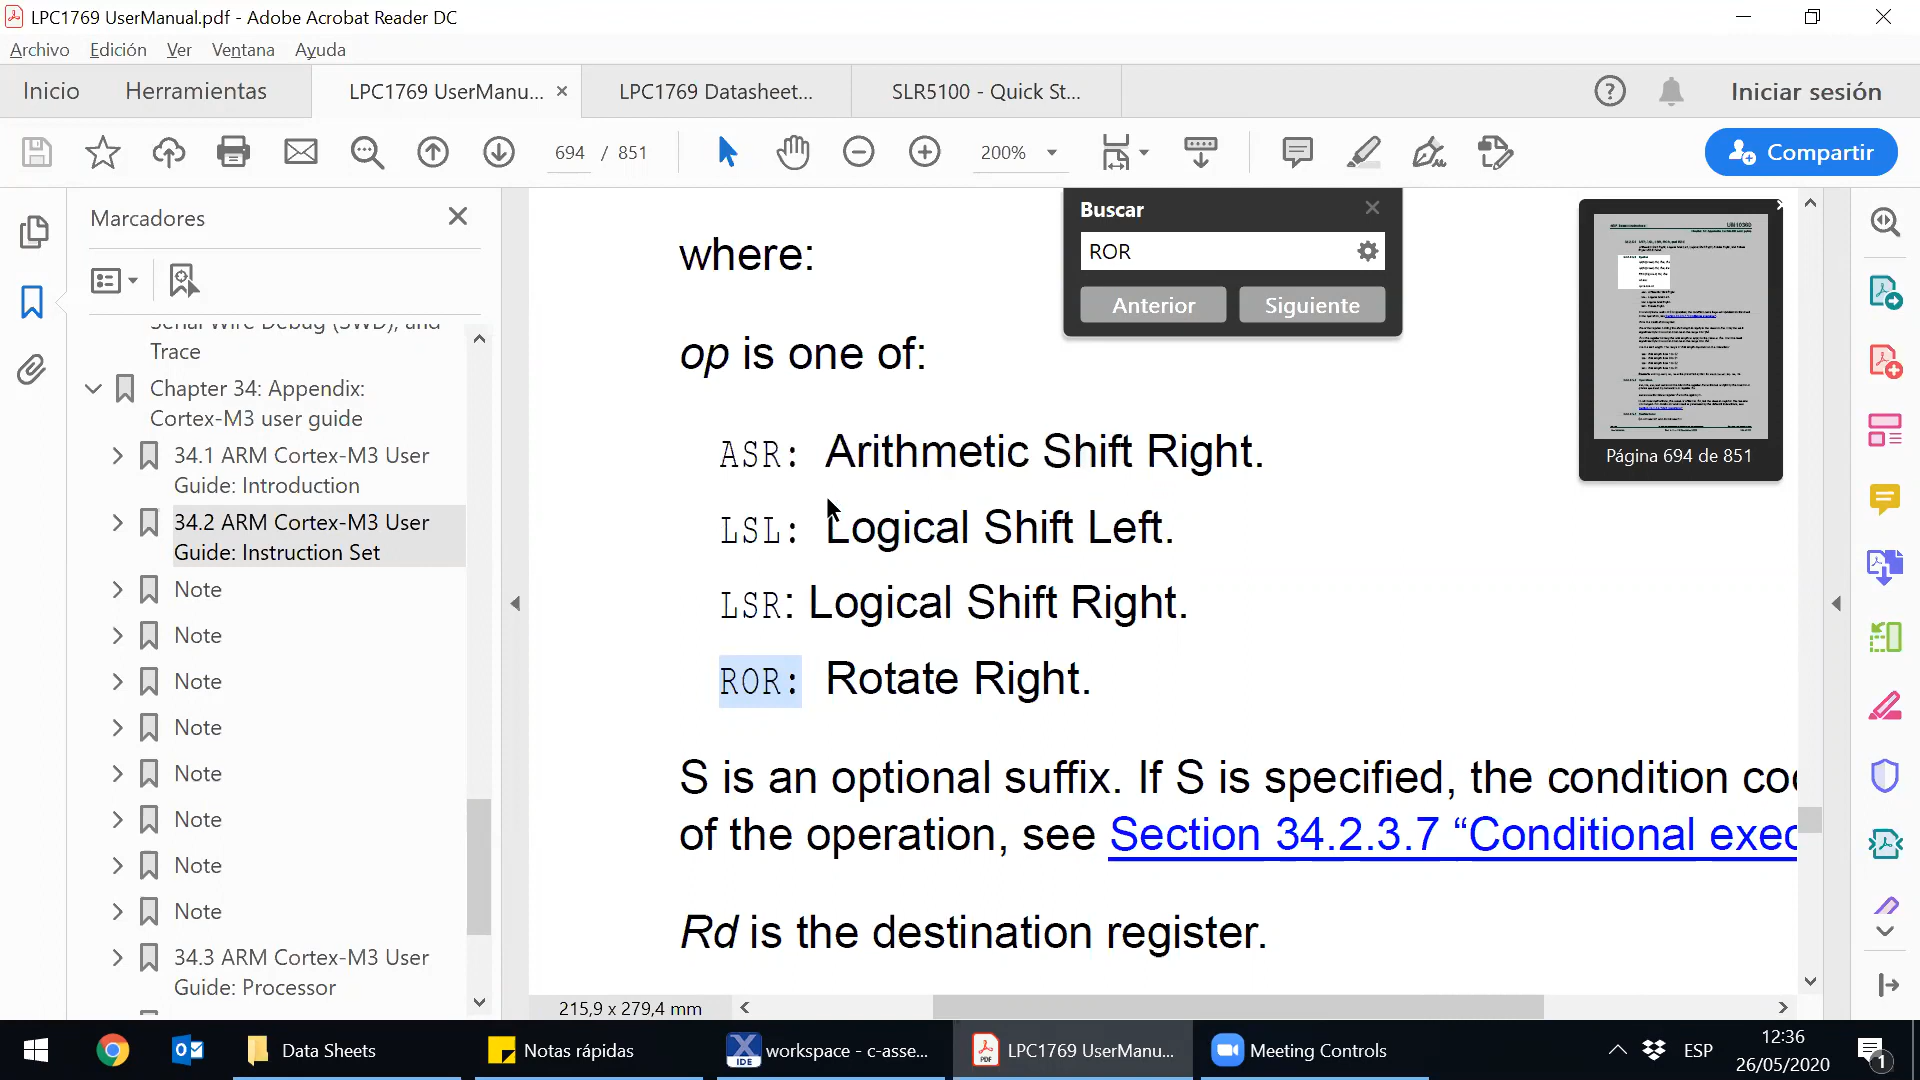 LPC1769 UserManual.pdf - Adobe Acrobat Reader DC
Archivo Edición Ver Ventana Ayuda
Inicio Herramientas LPC1769 UserManu... LPC1769 Datasheet... SLR5100 - Quick St... Iniciar sesión
694 / 851 200% Compartir
Marcadores
Trace
Chapter 34: Appendix:
Cortex-M3 user guide
34.1 ARM Cortex-M3 User
Guide: Introduction
34.2 ARM Cortex-M3 User
Guide: Instruction Set
Note
Note
Note
Note
Note
Note
Note
Note
34.3 ARM Cortex-M3 User
Guide: Processor
where:
op is one of:
ASR: Arithmetic Shift Right.
LSL: Logical Shift Left.
LSR: Logical Shift Right.
ROR: Rotate Right.
S is an optional suffix. If S is specified, the condition co
of the operation, see Section 34.2.3.7 “Conditional exec
Rd is the destination register.
Buscar
ROR
Anterior Siguiente
Página 694 de 851
215,9 x 279,4 mm
Data Sheets Notas rápidas workspace - c-asse... LPC1769 UserManu... Meeting Controls ESP 12:36
26/05/2020 1